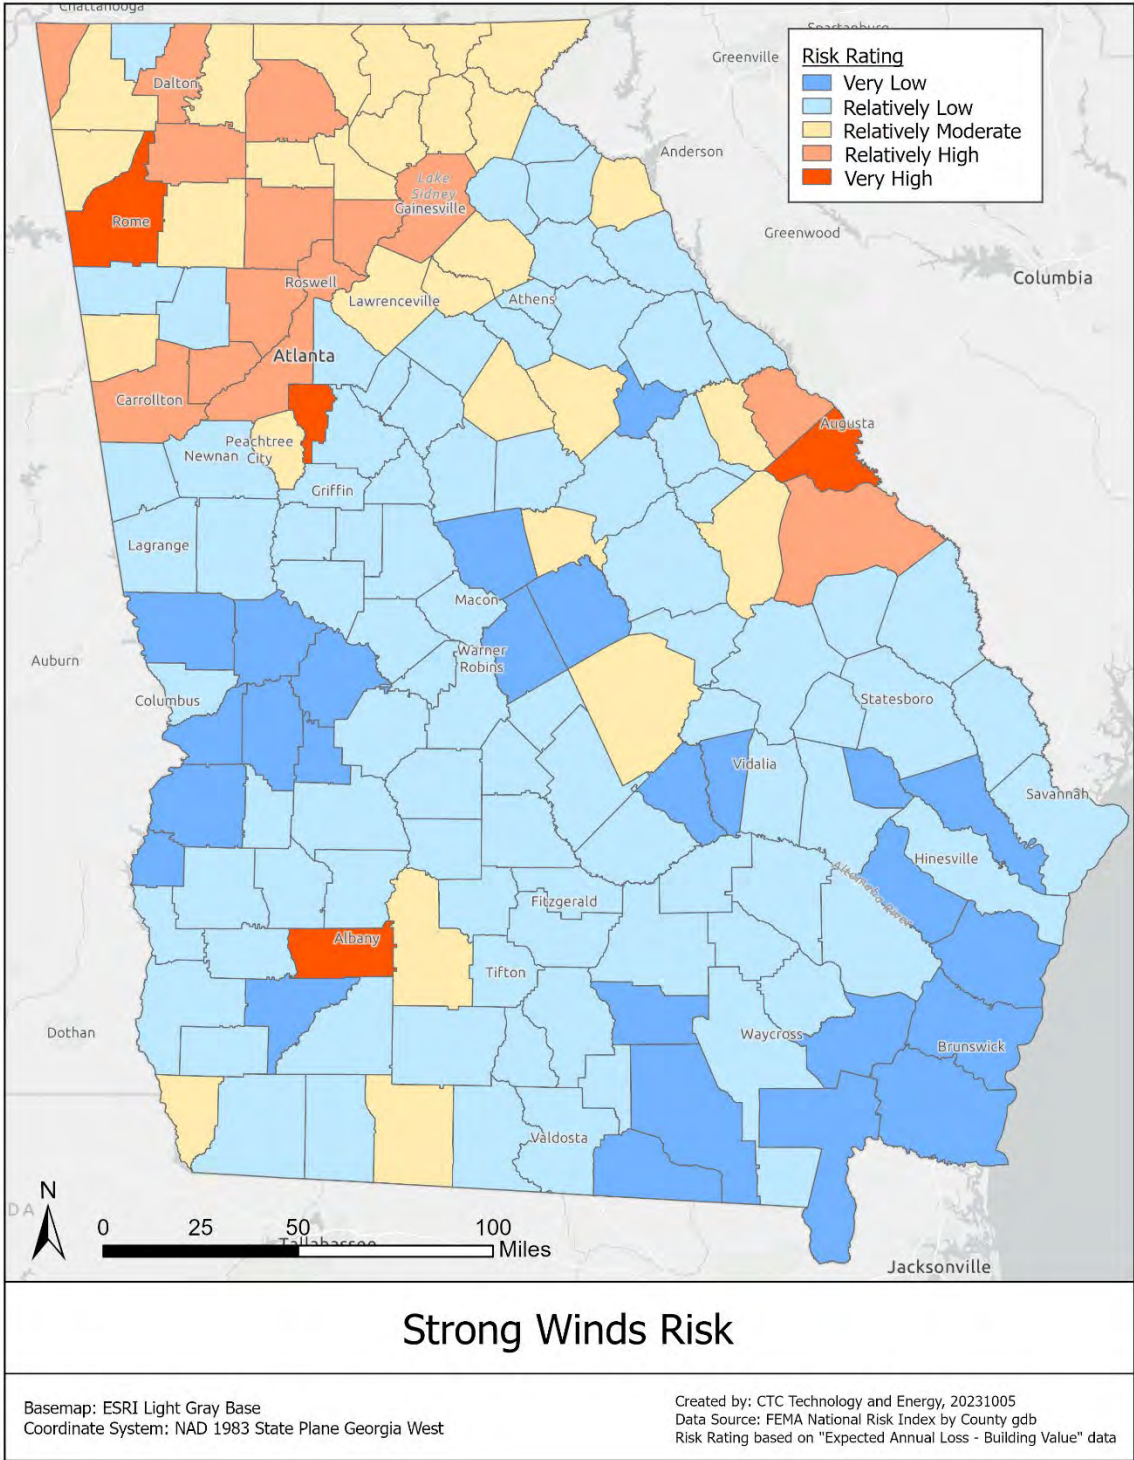 Chattanooga
Spartanburg
Greenville
Risk Rating
Very Low
Relatively Low
Relatively Moderate
Relatively High
Very High
Dalton
Anderson
Lake
Sidney
Gainesville
Rome
Greenwood
Columbia
Roswell
Lawrenceville
Athens
Atlanta
Carrollton
Augusta
Peachtree
City
Newnan
Griffin
Lagrange
Macon
Auburn
Warner
Robins
Columbus
Statesboro
Vidalia
Savannah
Hinesville
Fitzgerald
Albany
Tifton
Dothan
Waycross
Brunswick
Valdosta
N
DA
0 25 50 100
Miles
Tallahassee
Jacksonville
Strong Winds Risk
Basemap: ESRI Light Gray Base
Coordinate System: NAD 1983 State Plane Georgia West
Created by: CTC Technology and Energy, 20231005
Data Source: FEMA National Risk Index by County gdb
Risk Rating based on "Expected Annual Loss - Building Value" data